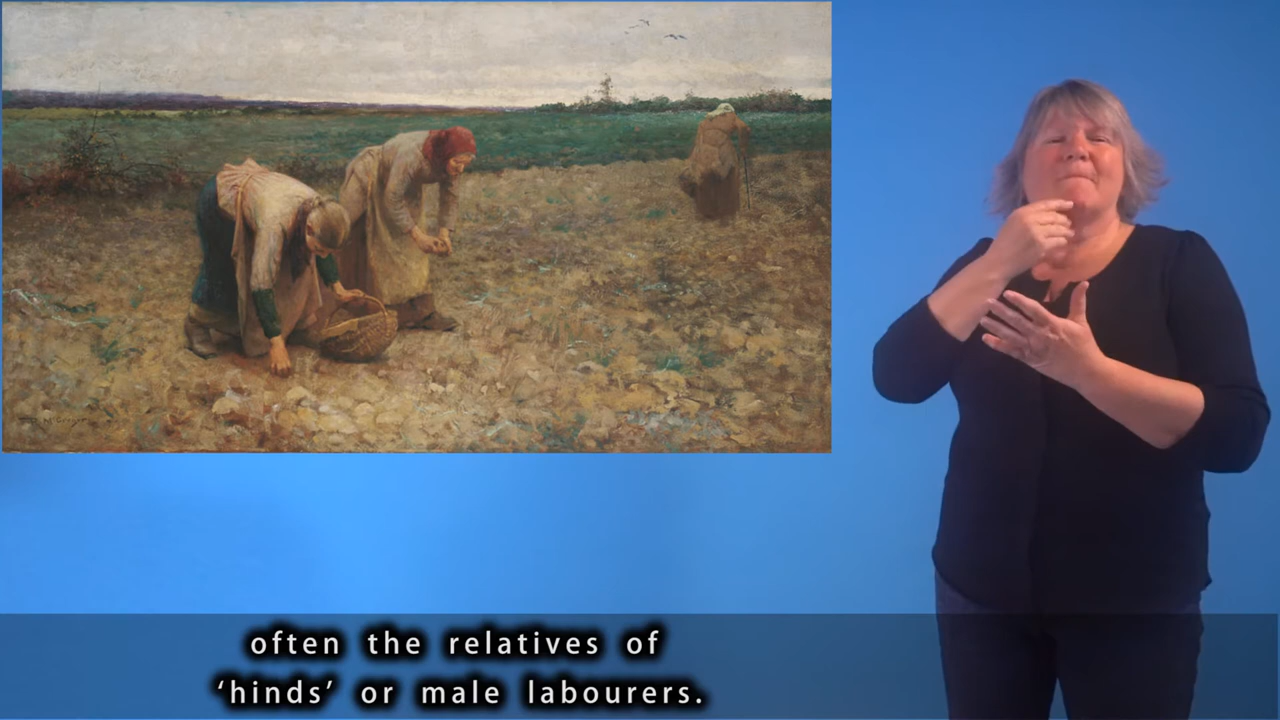 often the relatives of
‘hinds’ or male labourers.